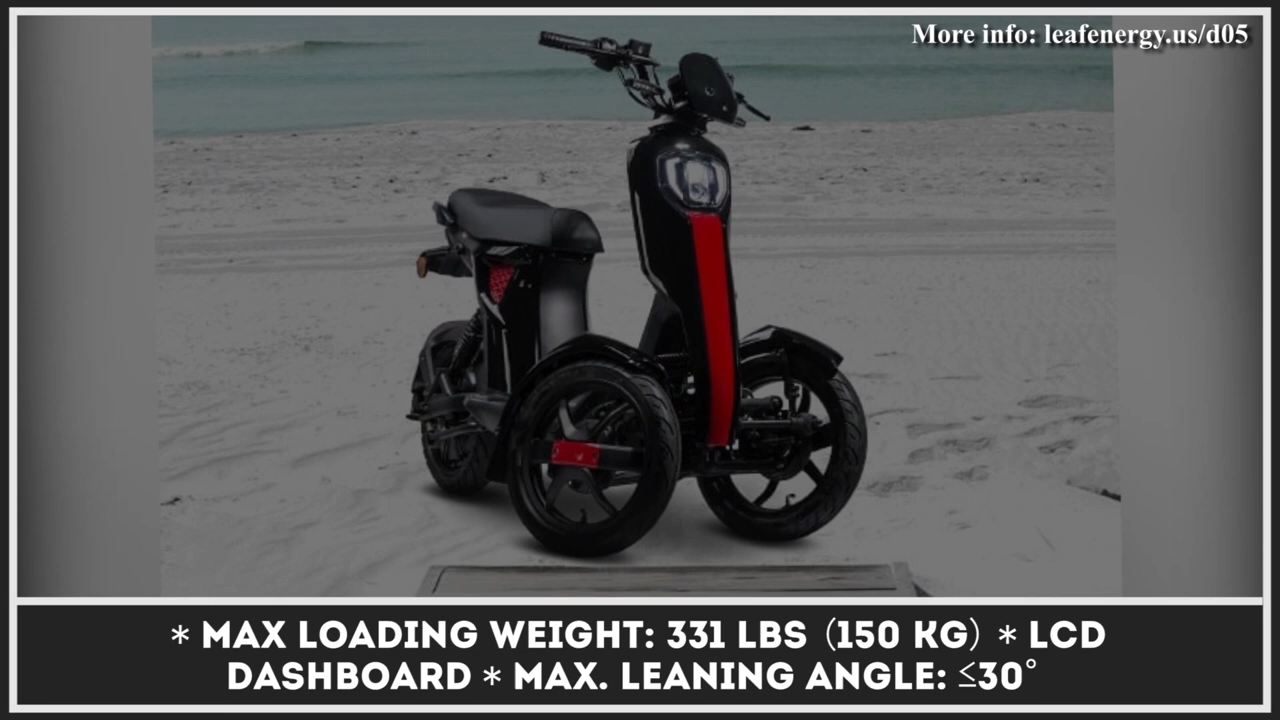 More info: leafenergy.us/d05
* MAX LOADING WEIGHT: 331 LBS (150 KG) * LCD
DASHBOARD * MAX. LEANING ANGLE: ≤30°